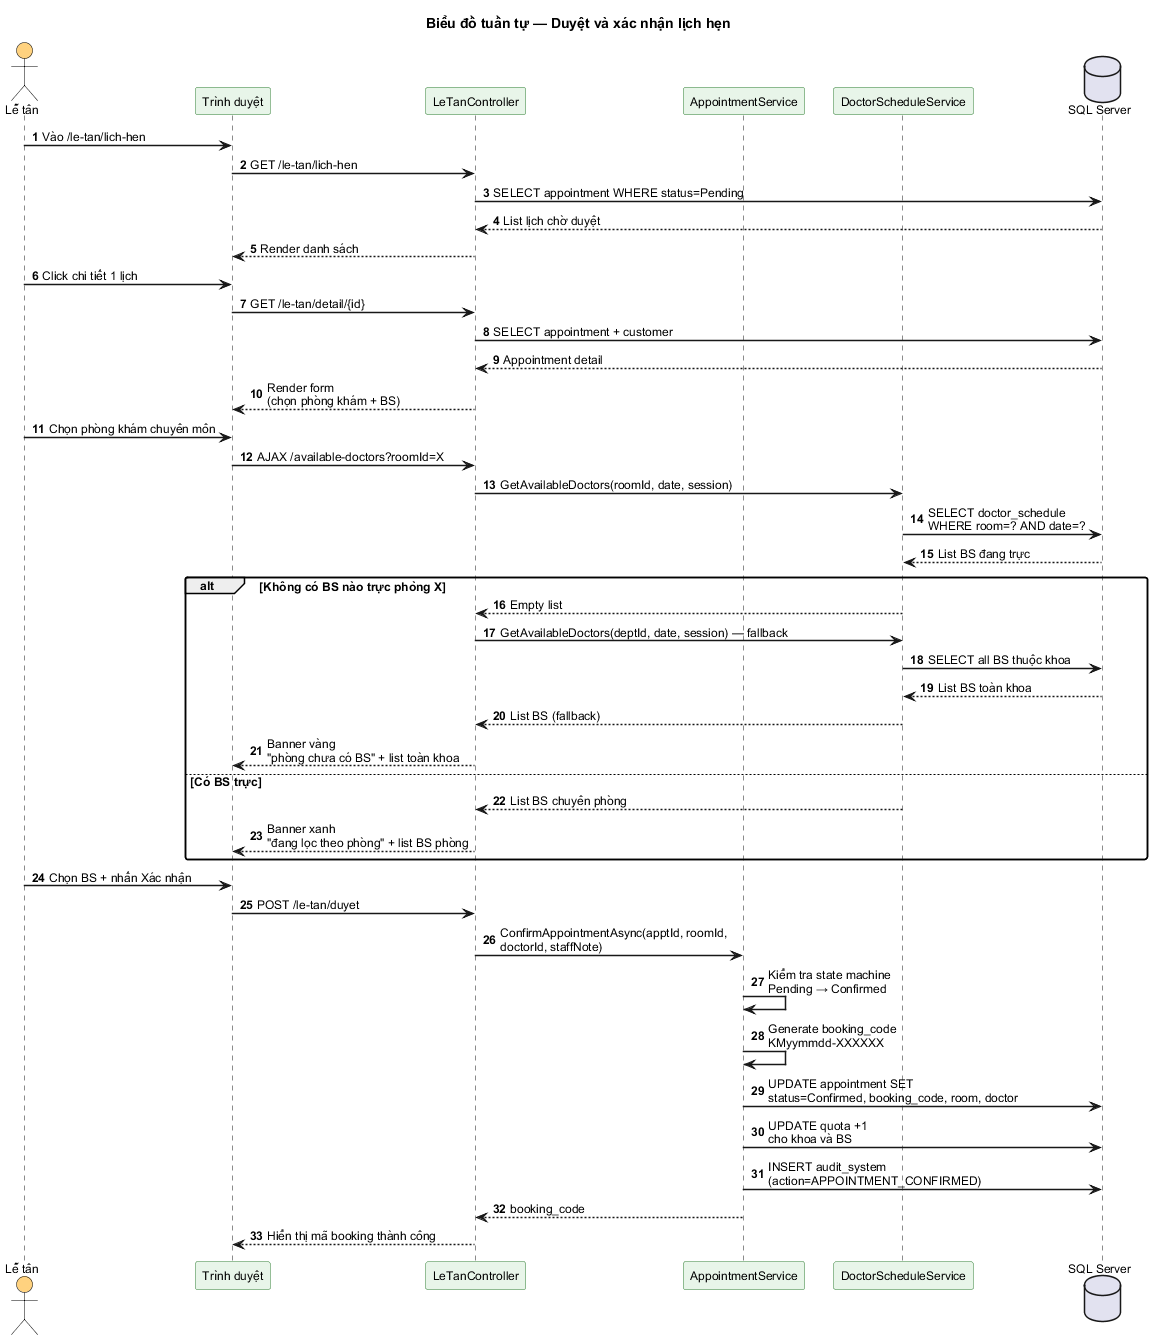 Biểu đồ tuần tự — Duyệt và xác nhận lịch hẹn
Lễ tân
Trình duyệt
LeTanController
AppointmentService
DoctorScheduleService
SQL Server
1 Vào /le-tan/lich-hen
2 GET /le-tan/lich-hen
3 SELECT appointment WHERE status=Pending
4 List lịch chờ duyệt
5 Render danh sách
6 Click chi tiết 1 lịch
7 GET /le-tan/detail/{id}
8 SELECT appointment + customer
9 Appointment detail
10 Render form
(chọn phòng khám + BS)
11 Chọn phòng khám chuyên môn
12 AJAX /available-doctors?roomId=X
13 GetAvailableDoctors(roomId, date, session)
14 SELECT doctor_schedule
WHERE room=? AND date=?
15 List BS đang trực
alt [Không có BS nào trực phòng X]
16 Empty list
17 GetAvailableDoctors(deptId, date, session) — fallback
18 SELECT all BS thuộc khoa
19 List BS toàn khoa
20 List BS (fallback)
21 Banner vàng
"phòng chưa có BS" + list toàn khoa
[Có BS trực]
22 List BS chuyên phòng
23 Banner xanh
"đang lọc theo phòng" + list BS phòng
24 Chọn BS + nhấn Xác nhận
25 POST /le-tan/duyet
26 ConfirmAppointmentAsync(apptId, roomId,
doctorId, staffNote)
27 Kiểm tra state machine
Pending → Confirmed
28 Generate booking_code
KMyymmdd-XXXXXX
29 UPDATE appointment SET
status=Confirmed, booking_code, room, doctor
30 UPDATE quota +1
cho khoa và BS
31 INSERT audit_system
(action=APPOINTMENT_CONFIRMED)
32 booking_code
33 Hiển thị mã booking thành công
Lễ tân
Trình duyệt
LeTanController
AppointmentService
DoctorScheduleService
SQL Server